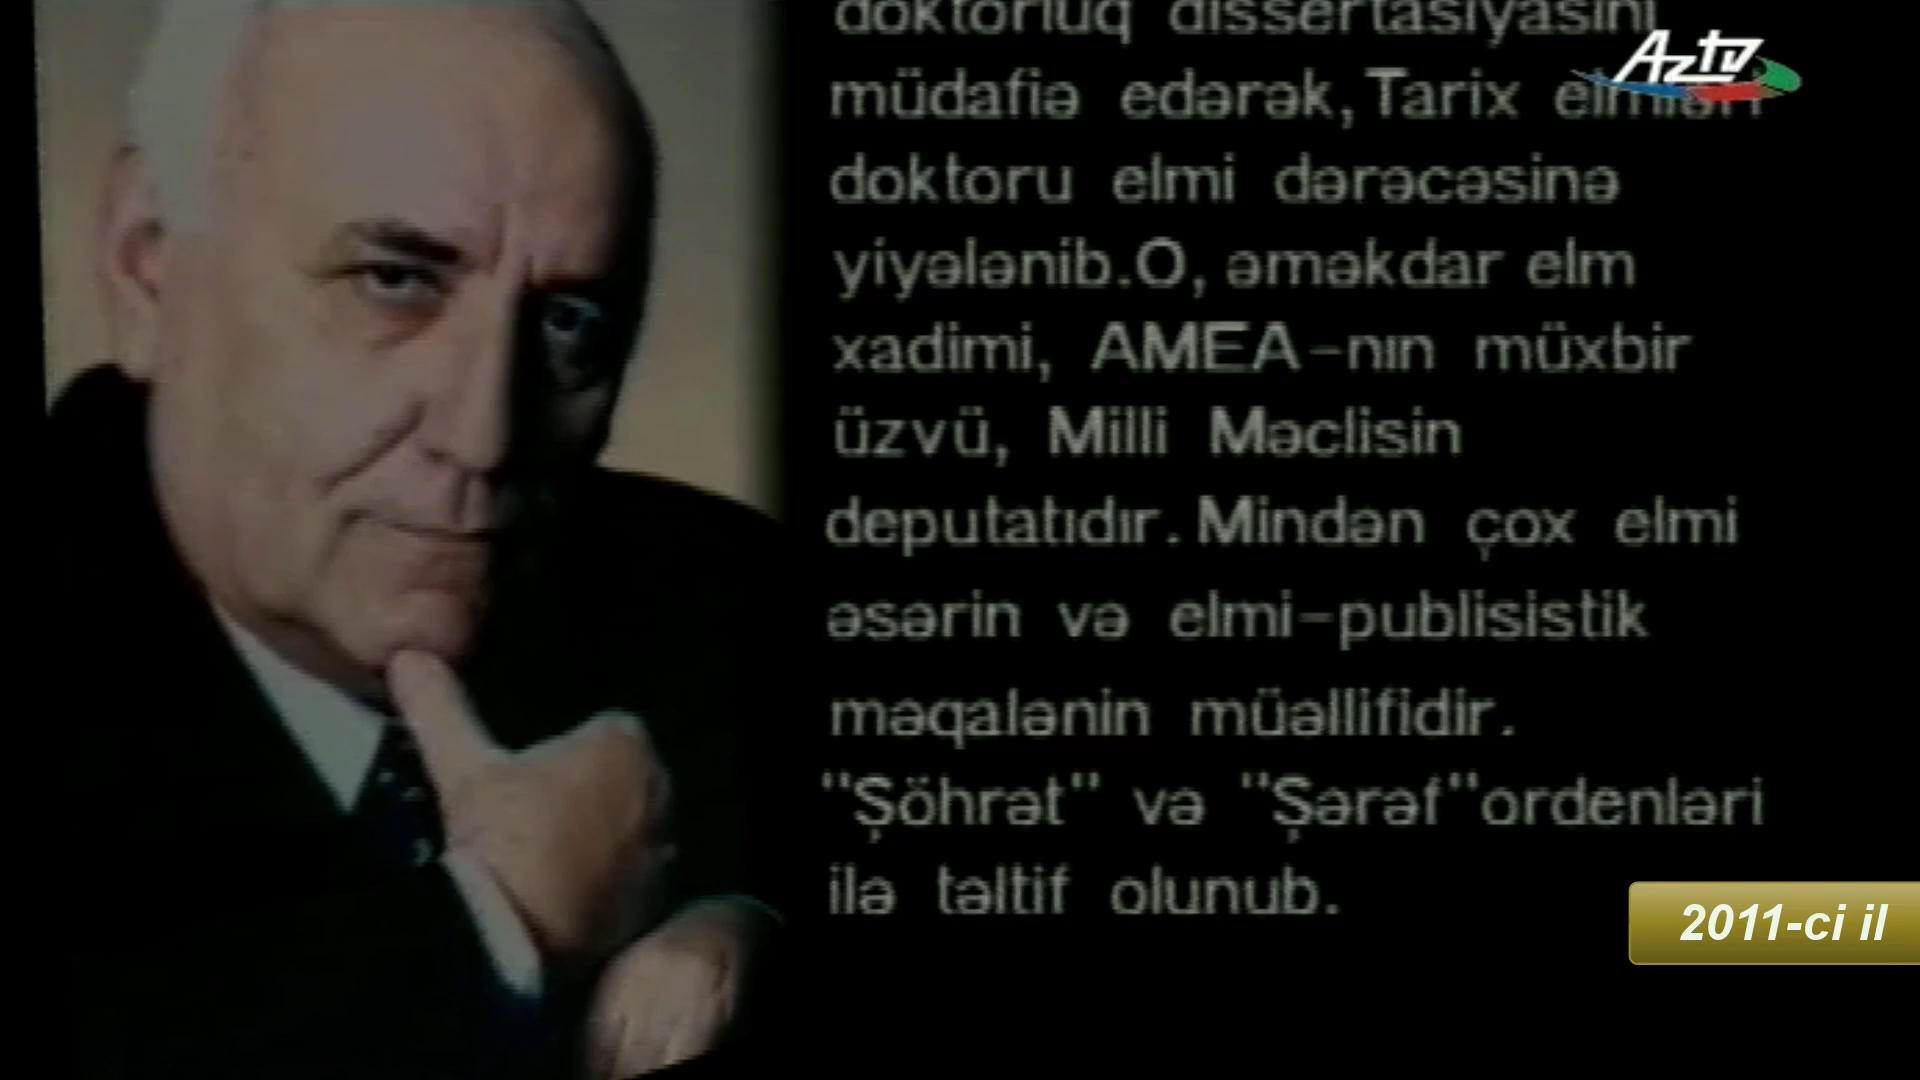 doktorluq dissertasiyasını
AzTV
müdafiə edərək, Tarix elmləri
doktoru elmi dərəcəsinə
yiyələnib. O, əməkdar elm
xadimi, AMEA-nın müxbir
üzvü, Milli Məclisin
deputatıdır. Mindən çox elmi
əsərin və elmi-publisistik
məqalənin müəllifidir.
"Şöhrət" və "Şərəf" ordenləri
ilə təltif olunub.
2011-ci il